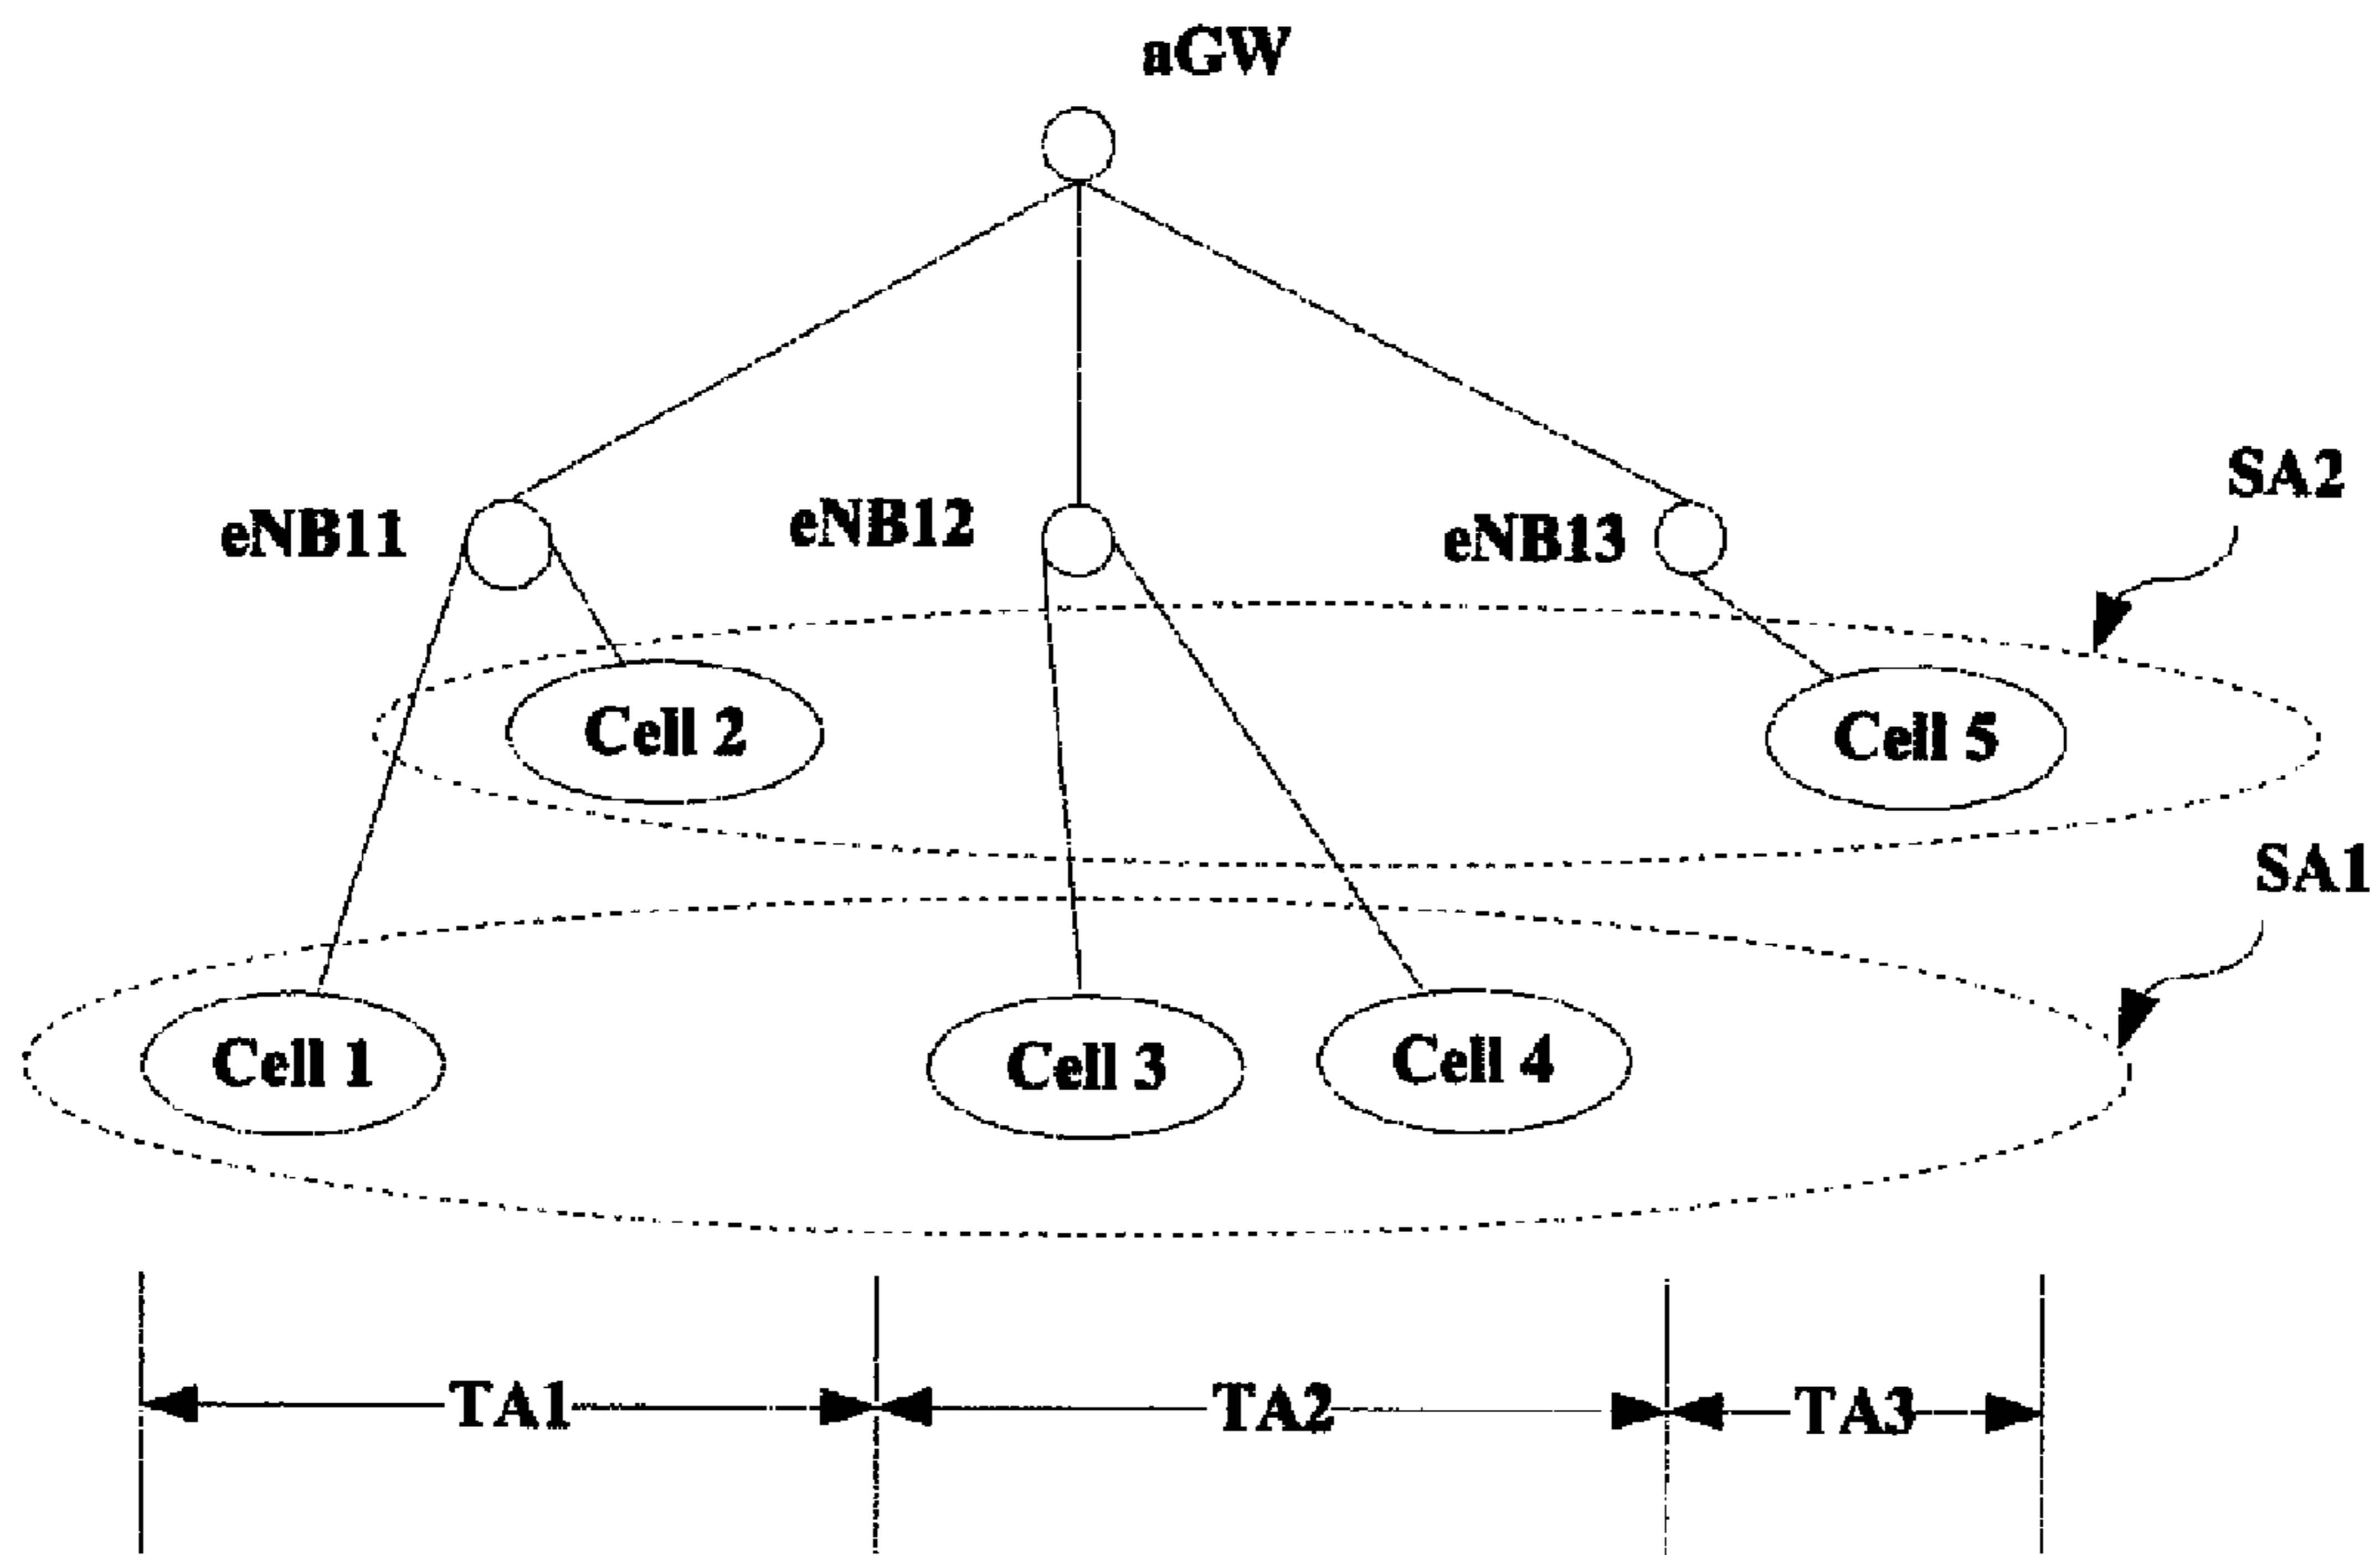 aGW
SA2
eNB11
eNB12
eNB13
Cell 2
Cell 5
SA1
Cell 1
Cell 3
Cell 4
TA1
TA2
TA3